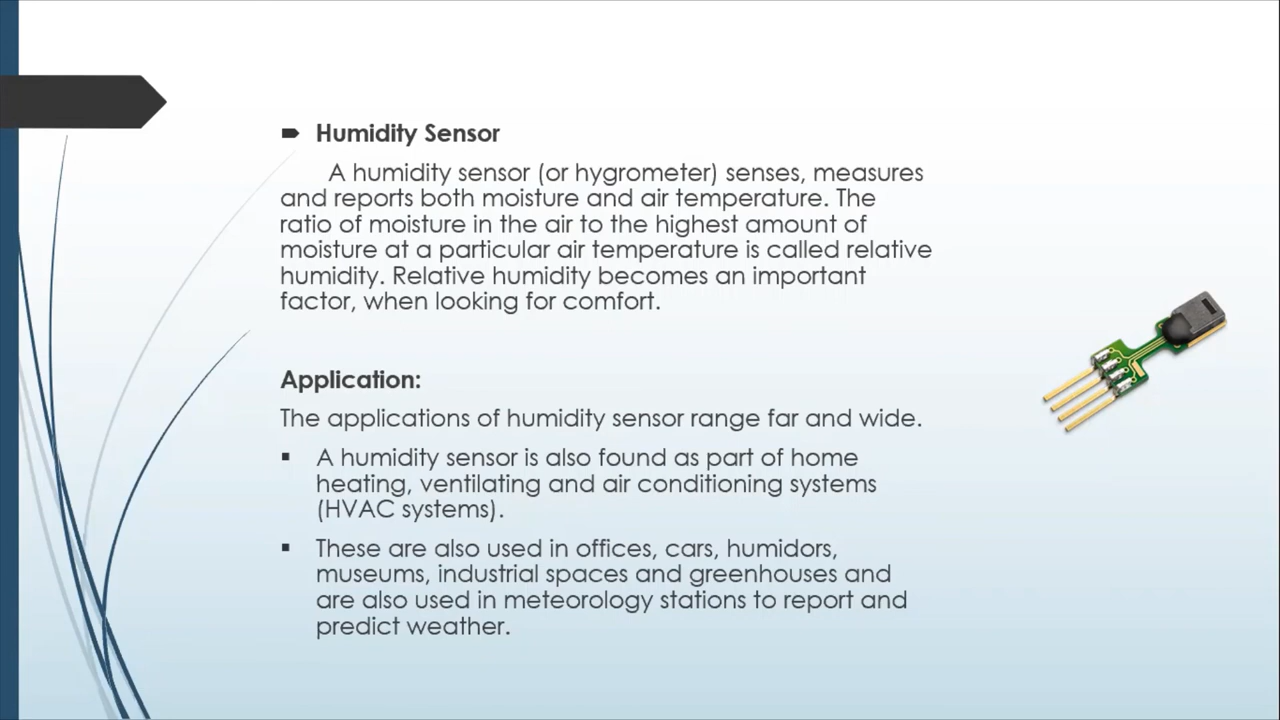 Humidity Sensor
A humidity sensor (or hygrometer) senses, measures
and reports both moisture and air temperature. The
ratio of moisture in the air to the highest amount of
moisture at a particular air temperature is called relative
humidity. Relative humidity becomes an important
factor, when looking for comfort.
Application:
The applications of humidity sensor range far and wide.
A humidity sensor is also found as part of home
heating, ventilating and air conditioning systems
(HVAC systems).
These are also used in offices, cars, humidors,
museums, industrial spaces and greenhouses and
are also used in meteorology stations to report and
predict weather.